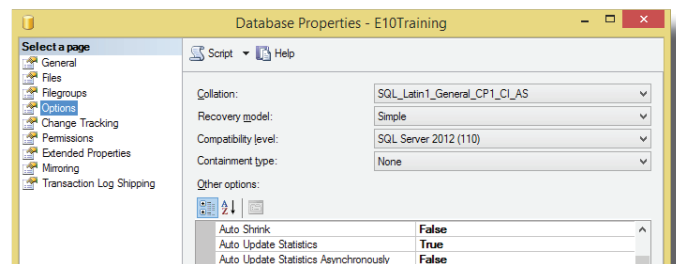 Database Properties - E10Training
Select a page
General
Files
Filegroups
Options
Change Tracking
Permissions
Extended Properties
Mirroring
Transaction Log Shipping
Script Help
Collation: SQL_Latin1_General_CP1_CI_AS
Recovery model: Simple
Compatibility level: SQL Server 2012 (110)
Containment type: None
Other options:
Auto Shrink False
Auto Update Statistics True
Auto Update Statistics Asynchronously False